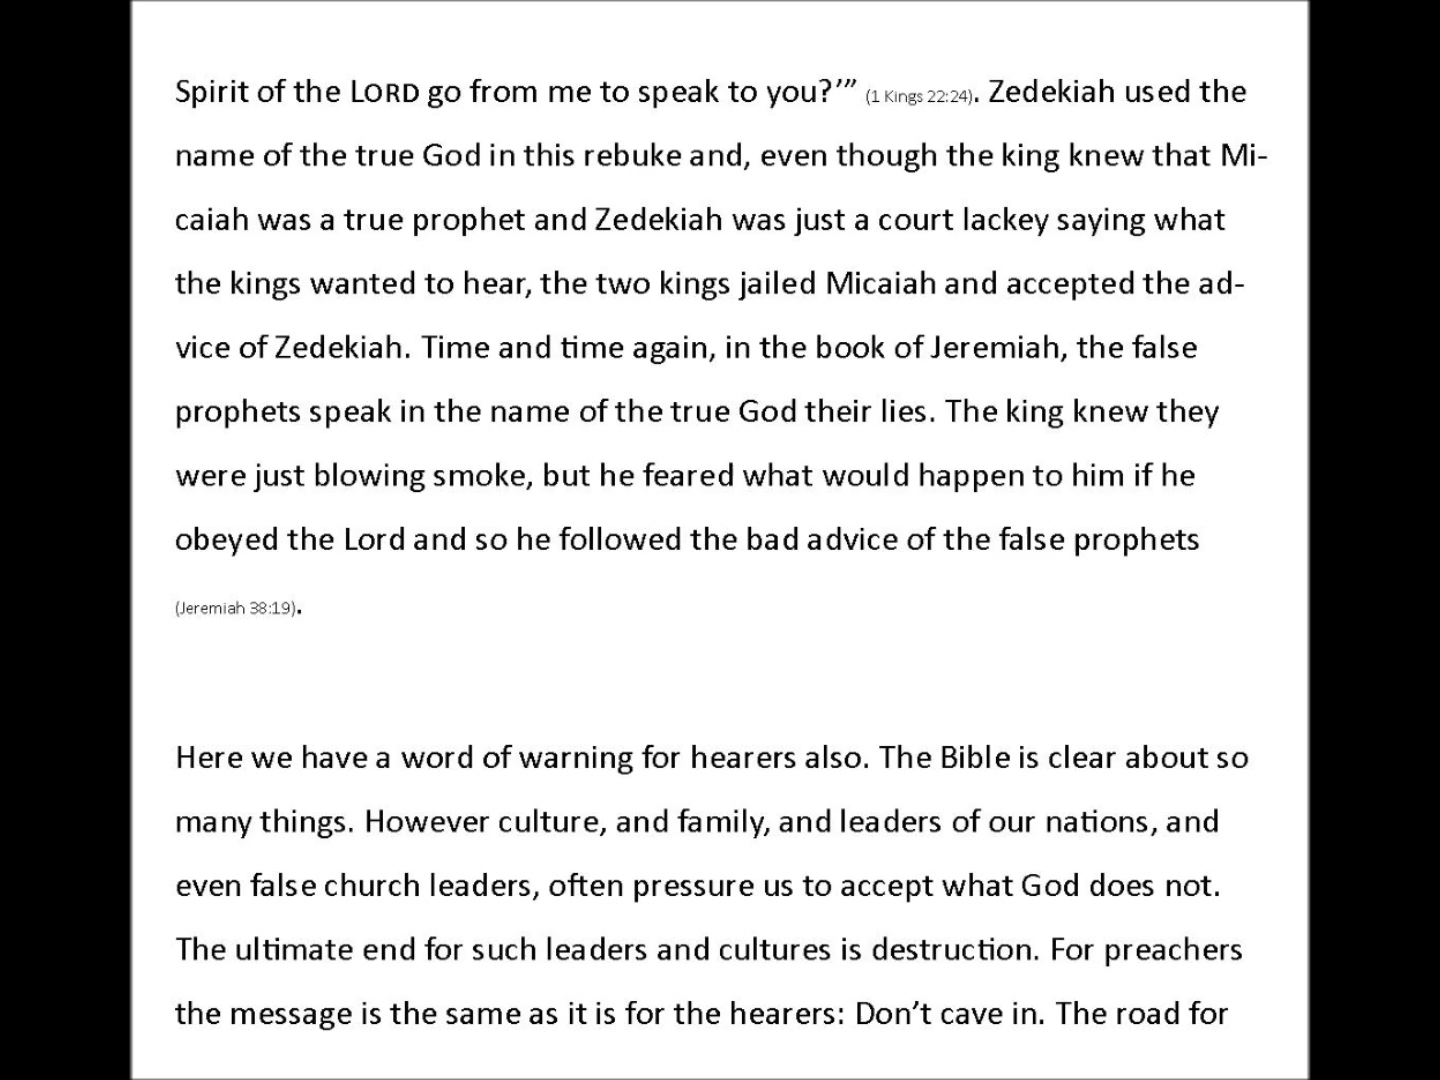 Spirit of the LORD go from me to speak to you?’” (1 Kings 22:24). Zedekiah used the
name of the true God in this rebuke and, even though the king knew that Mi-
caiah was a true prophet and Zedekiah was just a court lackey saying what
the kings wanted to hear, the two kings jailed Micaiah and accepted the ad-
vice of Zedekiah. Time and time again, in the book of Jeremiah, the false
prophets speak in the name of the true God their lies. The king knew they
were just blowing smoke, but he feared what would happen to him if he
obeyed the Lord and so he followed the bad advice of the false prophets
(Jeremiah 38:19).
Here we have a word of warning for hearers also. The Bible is clear about so
many things. However culture, and family, and leaders of our nations, and
even false church leaders, often pressure us to accept what God does not.
The ultimate end for such leaders and cultures is destruction. For preachers
the message is the same as it is for the hearers: Don’t cave in. The road for